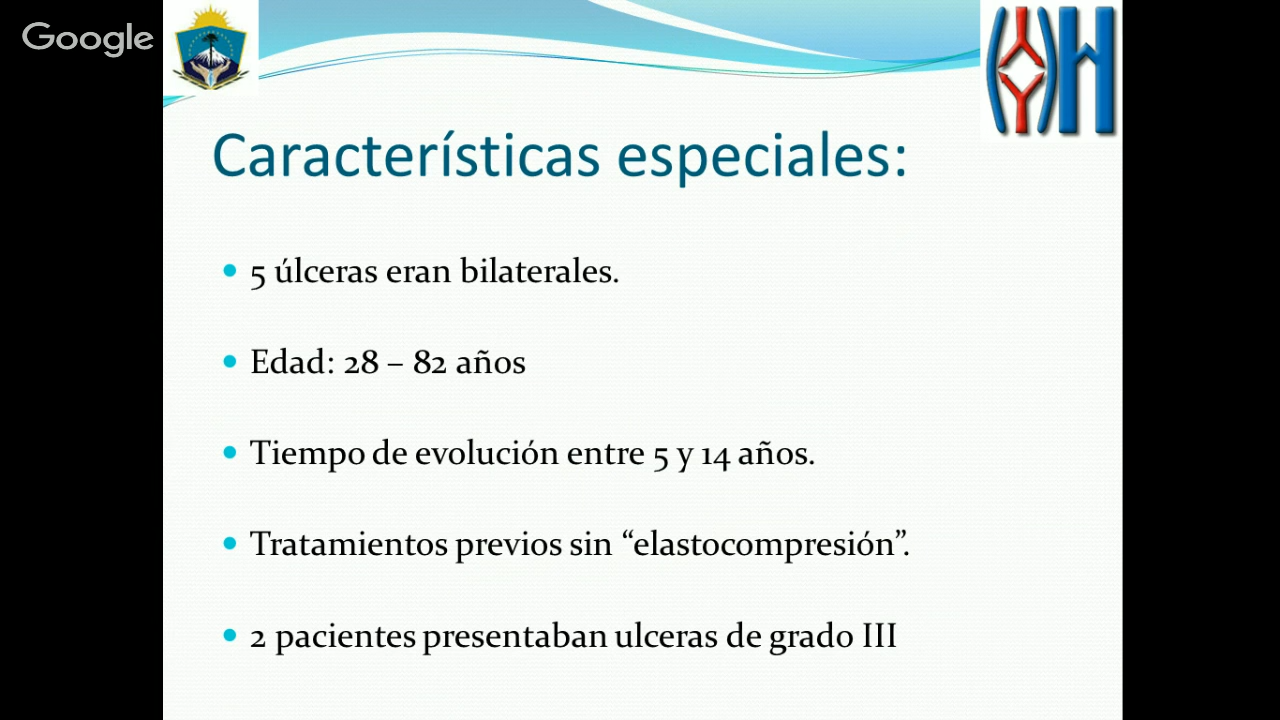 Google
Características especiales:
5 úlceras eran bilaterales.
Edad: 28 – 82 años
Tiempo de evolución entre 5 y 14 años.
Tratamientos previos sin “elastocompresión”.
2 pacientes presentaban ulceras de grado III